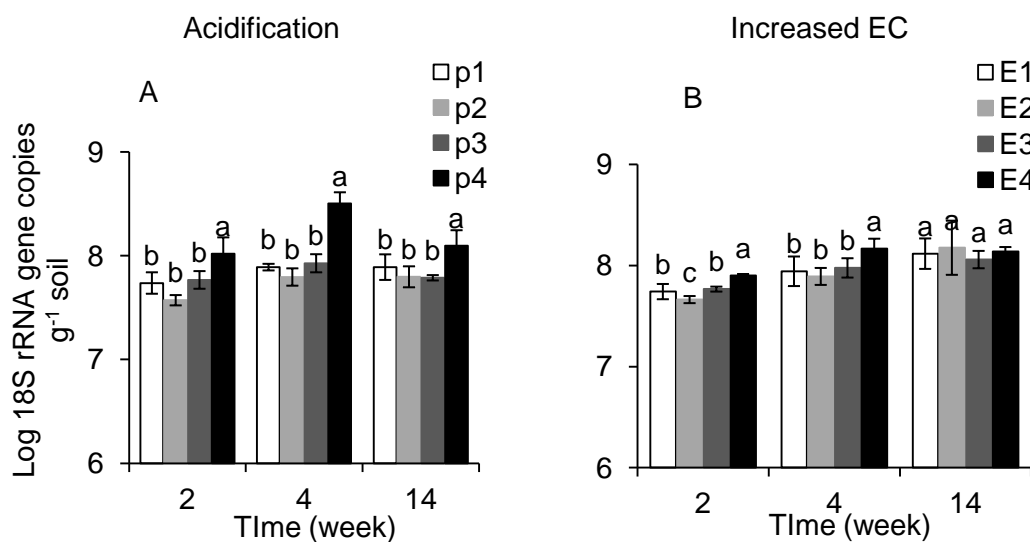 Acidification
Increased EC
A
p1
p2
p3
p4
B
E1
E2
E3
E4
Log 18S rRNA gene copies
g⁻¹ soil
9
8
7
6
b
b
b
a
b
b
b
a
b
b
b
a
2
4
14
TIme (week)
9
8
7
6
b
c
b
a
b
b
b
a
a
a
a
a
2
4
14
TIme (week)